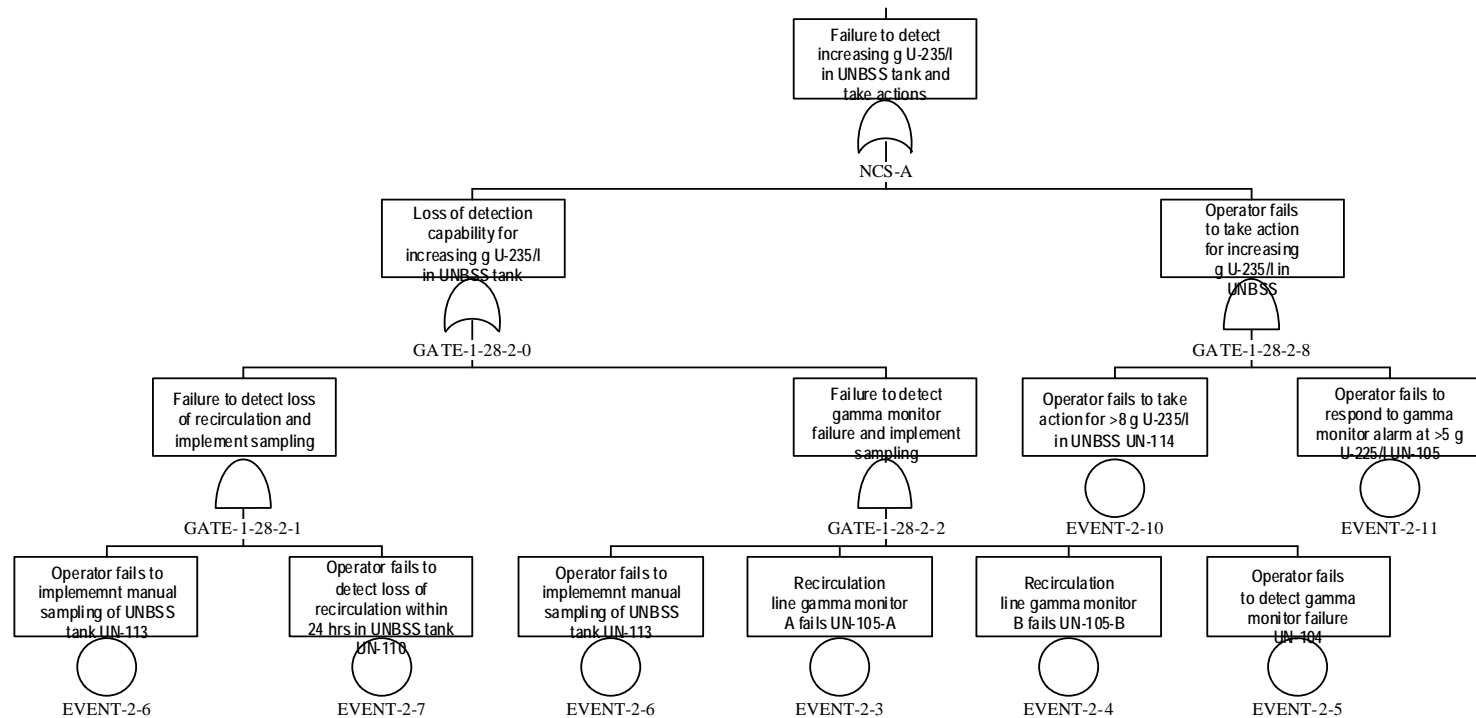 Failure to detect
increasing g U-235/l
in UNBSS tank and
take actions
NCS-A
Loss of detection
capability for
increasing g U-235/l
in UNBSS tank
GATE-1-28-2-0
Operator fails
to take action
for increasing
g U-235/l in
UNBSS
GATE-1-28-2-8
Failure to detect loss
of recirculation and
implement sampling
GATE-1-28-2-1
Failure to detect
gamma monitor
failure and implement
sampling
GATE-1-28-2-2
Operator fails to take
action for >8 g U-235/l
in UNBSS UN-114
EVENT-2-10
Operator fails to
respond to gamma
monitor alarm at >5 g
U-225/l UN-105
EVENT-2-11
Operator fails to
implememnt manual
sampling of UNBSS
tank UN-113
EVENT-2-6
Operator fails to
detect loss of
recirculation within
24 hrs in UNBSS tank
UN-110
EVENT-2-7
Operator fails to
implememnt manual
sampling of UNBSS
tank UN-113
EVENT-2-6
Recirculation
line gamma monitor
A fails UN-105-A
EVENT-2-3
Recirculation
line gamma monitor
B fails UN-105-B
EVENT-2-4
Operator fails
to detect gamma
monitor failure
UN-104
EVENT-2-5